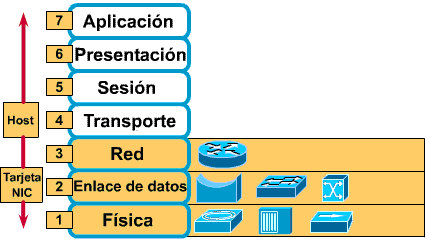 7 Aplicación
6 Presentación
5 Sesión
Host
4 Transporte
3 Red
Tarjeta
NIC
2 Enlace de datos
1 Física